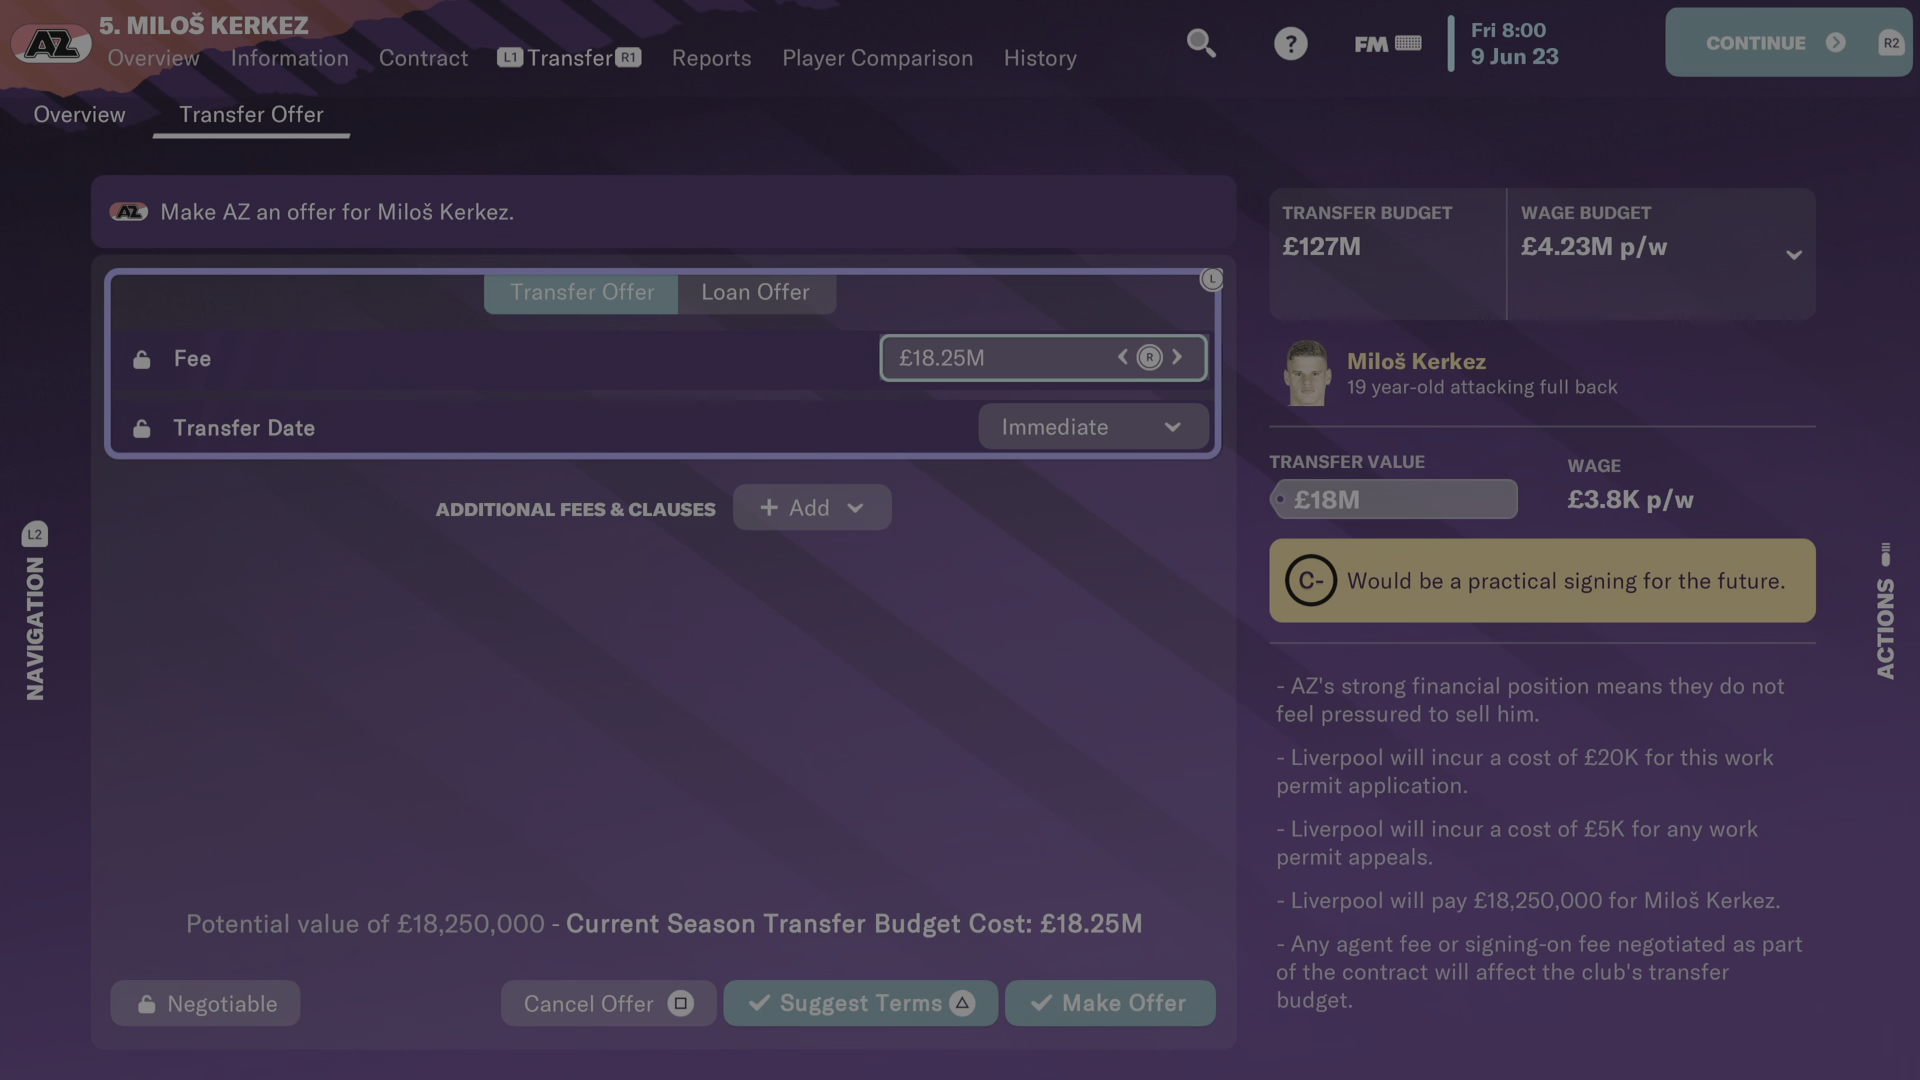 AZ
5. MILOŠ KERKEZ
Overview
Information
Contract
L1 Transfer R1
Reports
Player Comparison
History
?
FM
Fri 8:00
9 Jun 23
CONTINUE
R2
Overview
Transfer Offer
AZ Make AZ an offer for Miloš Kerkez.
L
Transfer Offer
Loan Offer
Fee
£18.25M
R
Transfer Date
Immediate
ADDITIONAL FEES & CLAUSES
+ Add
Potential value of £18,250,000 - Current Season Transfer Budget Cost: £18.25M
Negotiable
Cancel Offer
Suggest Terms
Make Offer
L2
NAVIGATION
TRANSFER BUDGET
£127M
WAGE BUDGET
£4.23M p/w
Miloš Kerkez
19 year-old attacking full back
TRANSFER VALUE
£18M
WAGE
£3.8K p/w
C- Would be a practical signing for the future.
- AZ's strong financial position means they do not
feel pressured to sell him.
- Liverpool will incur a cost of £20K for this work
permit application.
- Liverpool will incur a cost of £5K for any work
permit appeals.
- Liverpool will pay £18,250,000 for Miloš Kerkez.
- Any agent fee or signing-on fee negotiated as part
of the contract will affect the club's transfer
budget.
ACTIONS